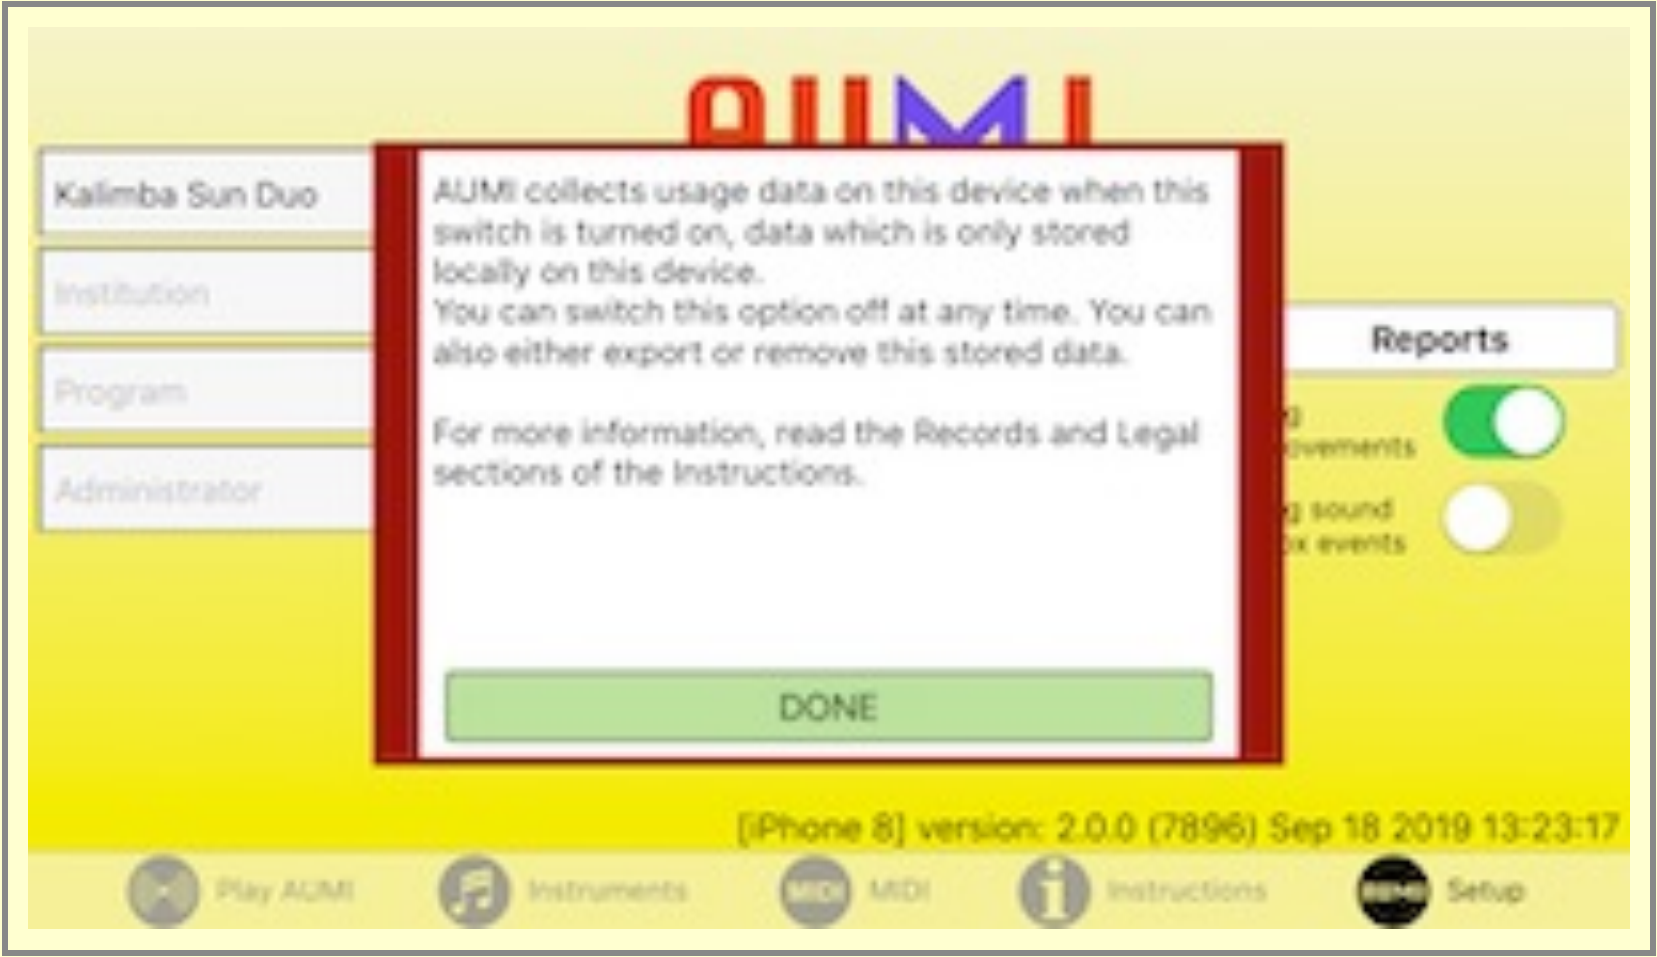 AUMI
Kalimba Sun Duo
Institution
Program
Administrator
AUMI collects usage data on this device when this
switch is turned on, data which is only stored
locally on this device.
You can switch this option off at any time. You can
also either export or remove this stored data.
For more information, read the Records and Legal
sections of the Instructions.
DONE
Reports
g
ovements
g sound
ox events
[iPhone 8] version: 2.0.0 (7896) Sep 18 2019 13:23:17
Play AUMI
Instruments
MIDI MIDI
Instructions
AUMI Setup